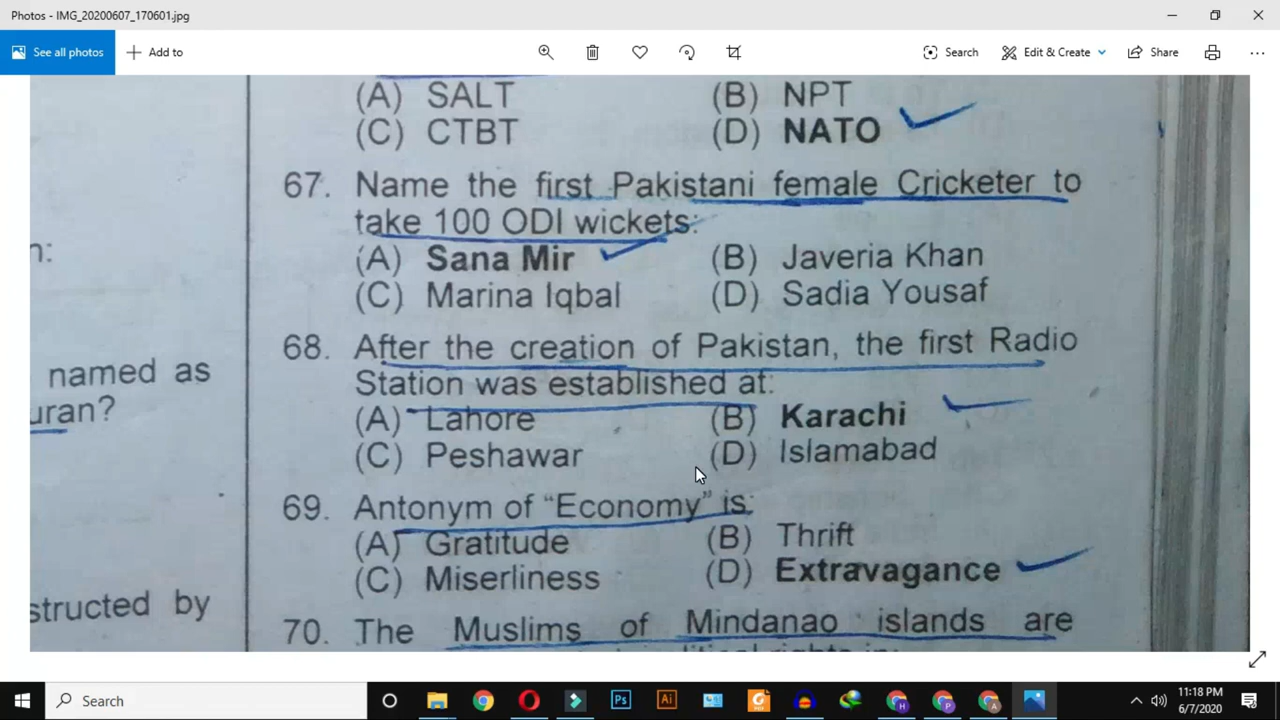 Photos - IMG_20200607_170601.jpg
See all photos
Add to
Search
Edit & Create
Share
(A) SALT (B) NPT
(C) CTBT (D) NATO
67. Name the first Pakistani female Cricketer to
take 100 ODI wickets:
(A) Sana Mir (B) Javeria Khan
(C) Marina Iqbal (D) Sadia Yousaf
68. After the creation of Pakistan, the first Radio
Station was established at:
(A) Lahore (B) Karachi
(C) Peshawar (D) Islamabad
69. Antonym of “Economy” is:
(A) Gratitude (B) Thrift
(C) Miserliness (D) Extravagance
70. The Muslims of Mindanao islands are
n:
named as
uran?
structed by
Search
11:18 PM
6/7/2020